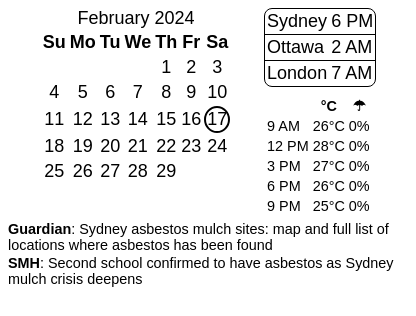 February 2024
Su Mo Tu We Th Fr Sa
1 2 3
4 5 6 7 8 9 10
11 12 13 14 15 16 17
18 19 20 21 22 23 24
25 26 27 28 29
Sydney 6 PM
Ottawa 2 AM
London 7 AM
°C ☂
9 AM 26°C 0%
12 PM 28°C 0%
3 PM 27°C 0%
6 PM 26°C 0%
9 PM 25°C 0%
Guardian: Sydney asbestos mulch sites: map and full list of
locations where asbestos has been found
SMH: Second school confirmed to have asbestos as Sydney
mulch crisis deepens